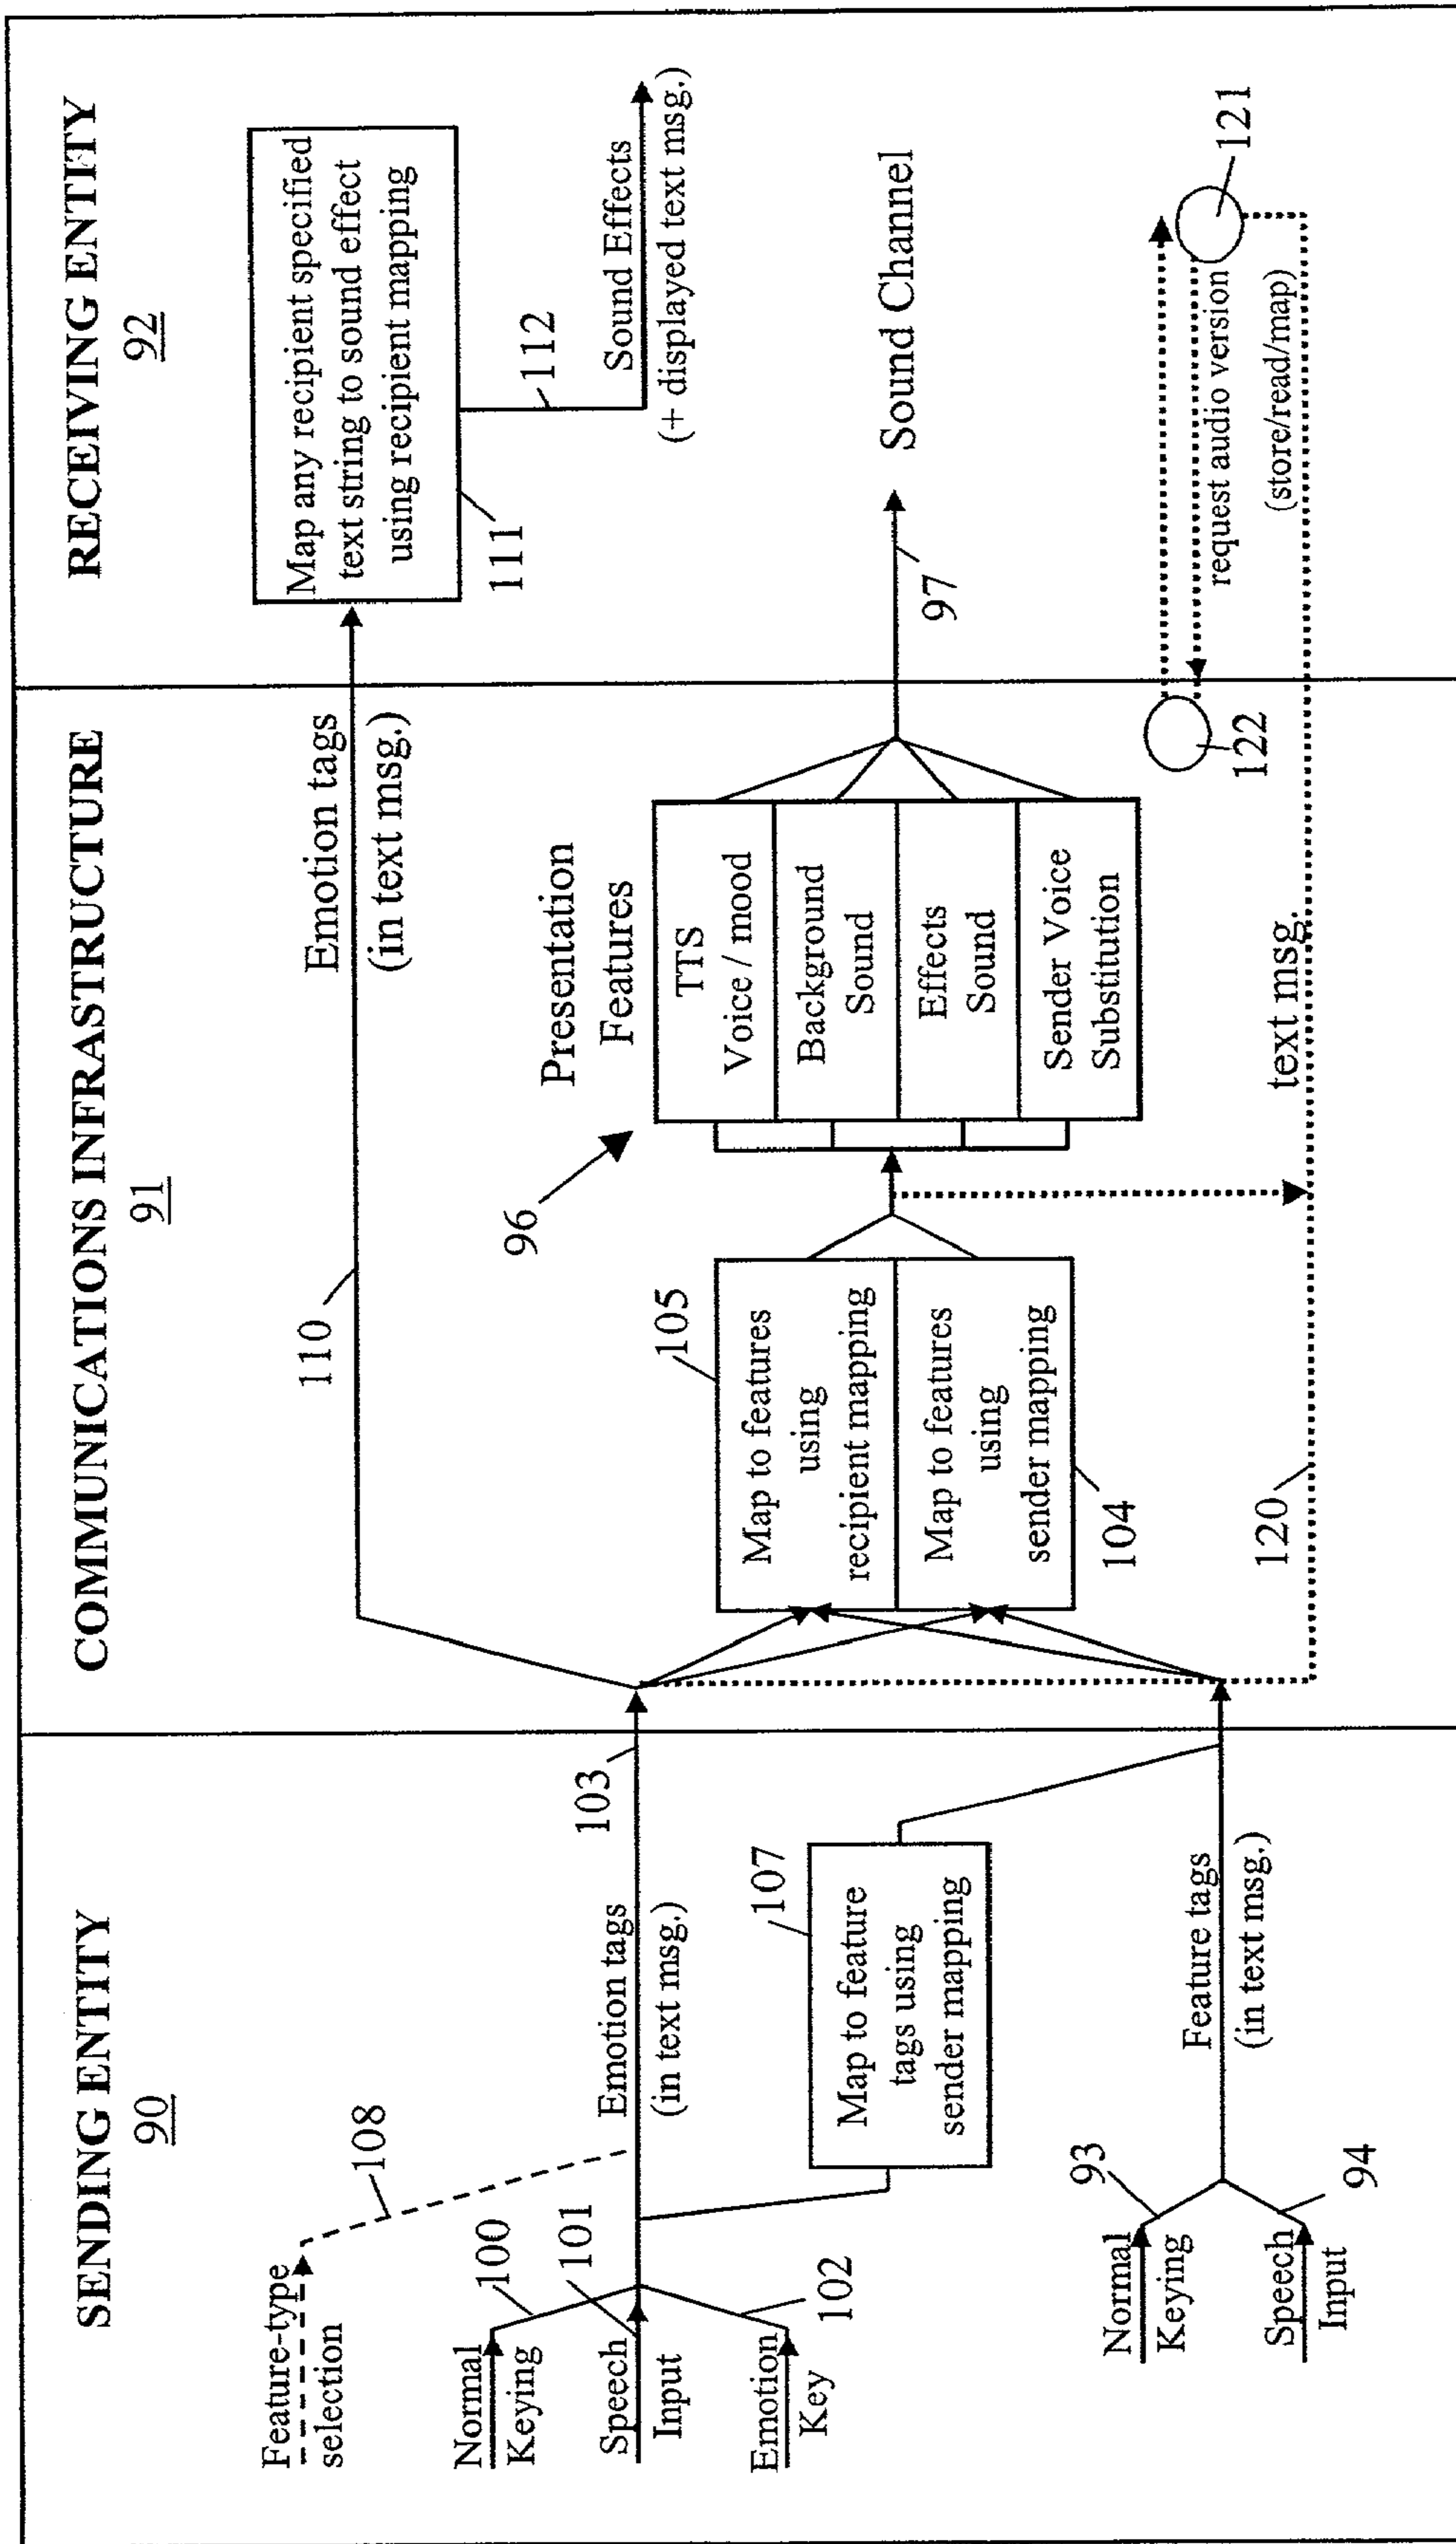 SENDING ENTITY
90
Feature-type
selection
108
Normal
Keying
100
Speech
Input
101
Emotion
Key
102
Emotion tags
(in text msg.)
103
Map to feature
tags using
sender mapping
107
Normal
Keying
93
Speech
Input
94
Feature tags
(in text msg.)
COMMUNICATIONS INFRASTRUCTURE
91
110
Emotion tags
(in text msg.)
Map to features
using
recipient mapping
105
Map to features
using
sender mapping
104
96
Presentation
Features
TTS
Voice / mood
Background
Sound
Effects
Sound
Sender Voice
Substitution
120
text msg.
122
RECEIVING ENTITY
92
Map any recipient specified
text string to sound effect
using recipient mapping
111
112
Sound Effects
(+ displayed text msg.)
97
Sound Channel
121
request audio version
(store/read/map)